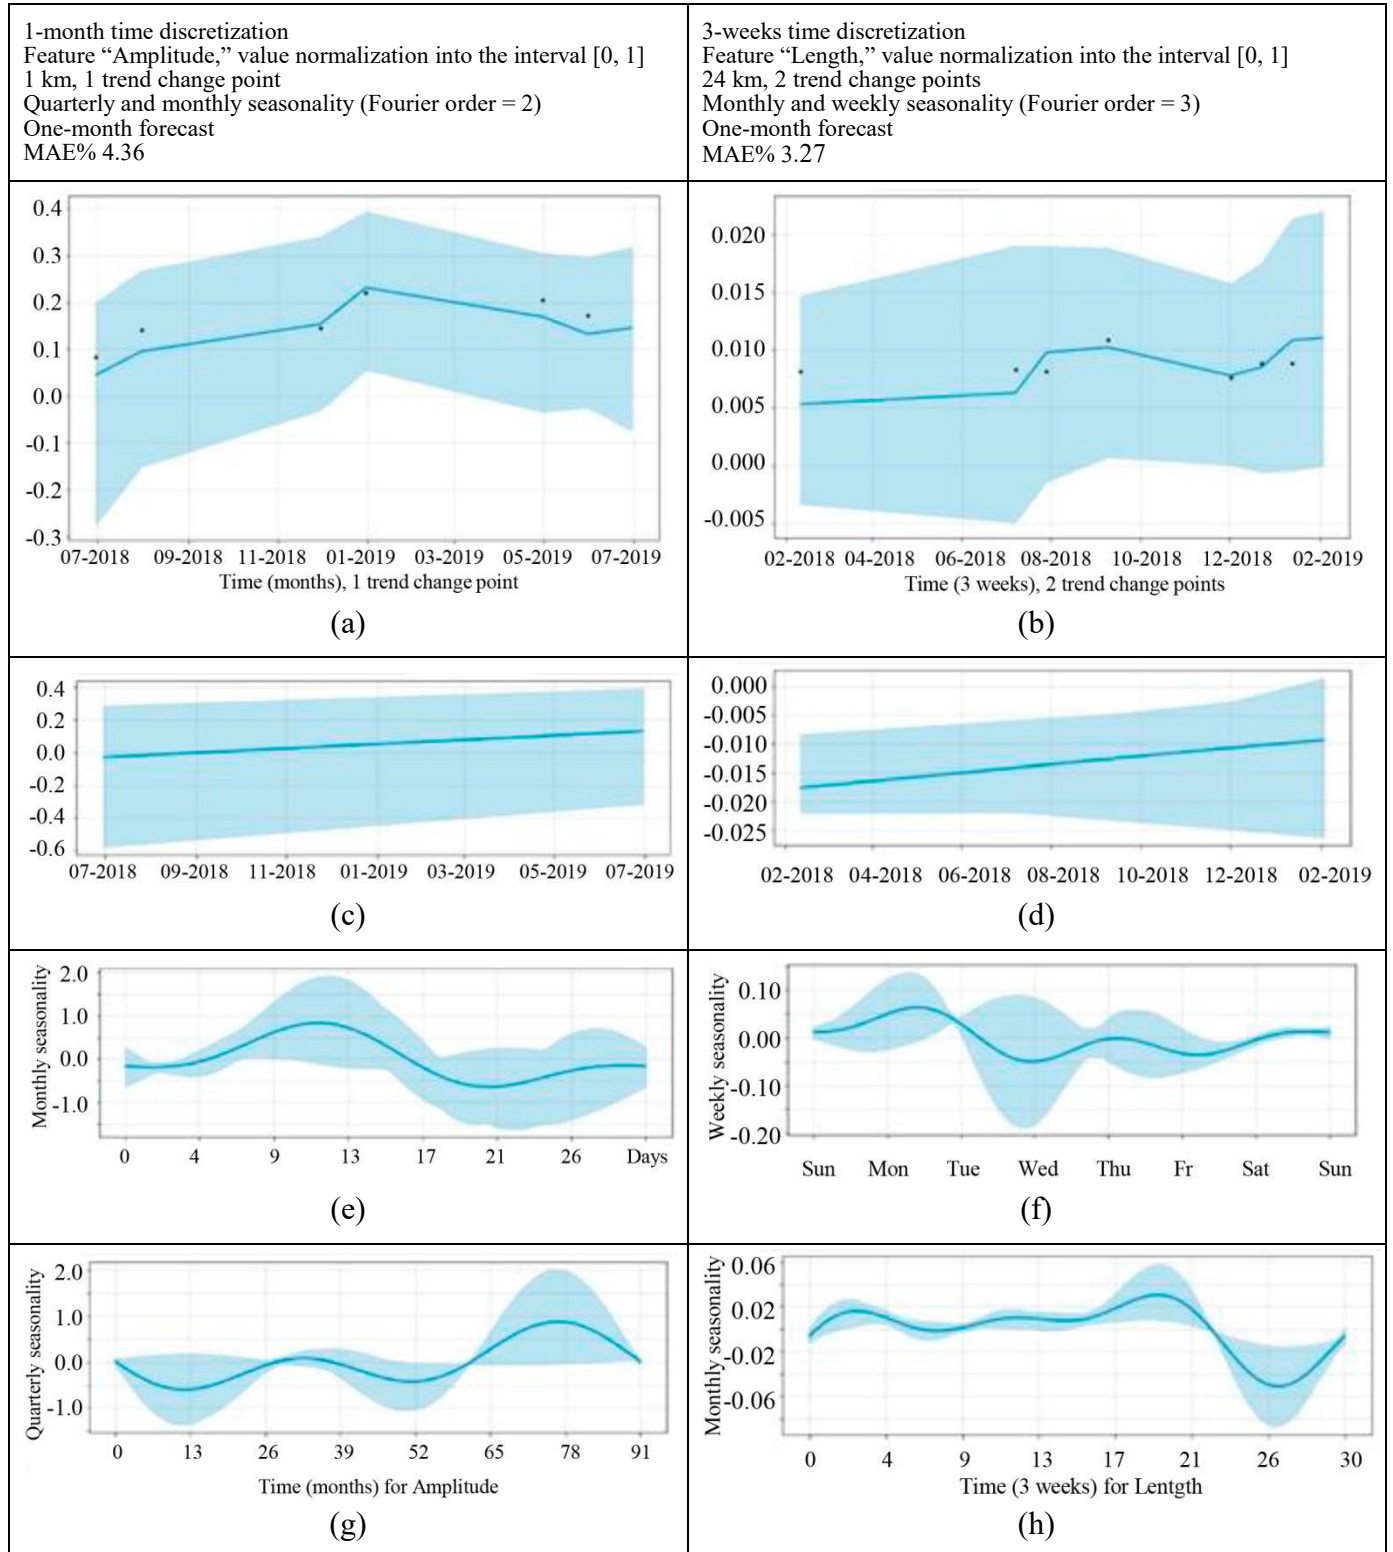 1-month time discretization
Feature “Amplitude,” value normalization into the interval [0, 1]
1 km, 1 trend change point
Quarterly and monthly seasonality (Fourier order = 2)
One-month forecast
MAE% 4.36
3-weeks time discretization
Feature “Length,” value normalization into the interval [0, 1]
24 km, 2 trend change points
Monthly and weekly seasonality (Fourier order = 3)
One-month forecast
MAE% 3.27
0.4
0.3
0.2
0.1
0.0
-0.1
-0.2
-0.3
07-2018 09-2018 11-2018 01-2019 03-2019 05-2019 07-2019
Time (months), 1 trend change point
(a)
0.020
0.015
0.010
0.005
0.000
-0.005
02-2018 04-2018 06-2018 08-2018 10-2018 12-2018 02-2019
Time (3 weeks), 2 trend change points
(b)
0.4
0.2
0.0
-0.2
-0.4
-0.6
07-2018 09-2018 11-2018 01-2019 03-2019 05-2019 07-2019
(c)
0.000
-0.005
-0.010
-0.015
-0.020
-0.025
02-2018 04-2018 06-2018 08-2018 10-2018 12-2018 02-2019
(d)
Monthly seasonality
2.0
1.0
0.0
-1.0
0 4 9 13 17 21 26 Days
(e)
Weekly seasonality
0.10
0.00
-0.10
-0.20
Sun Mon Tue Wed Thu Fr Sat Sun
(f)
Quarterly seasonality
2.0
1.0
0.0
-1.0
0 13 26 39 52 65 78 91
Time (months) for Amplitude
(g)
Monthly seasonality
0.06
0.02
-0.02
-0.06
0 4 9 13 17 21 26 30
Time (3 weeks) for Lentgth
(h)